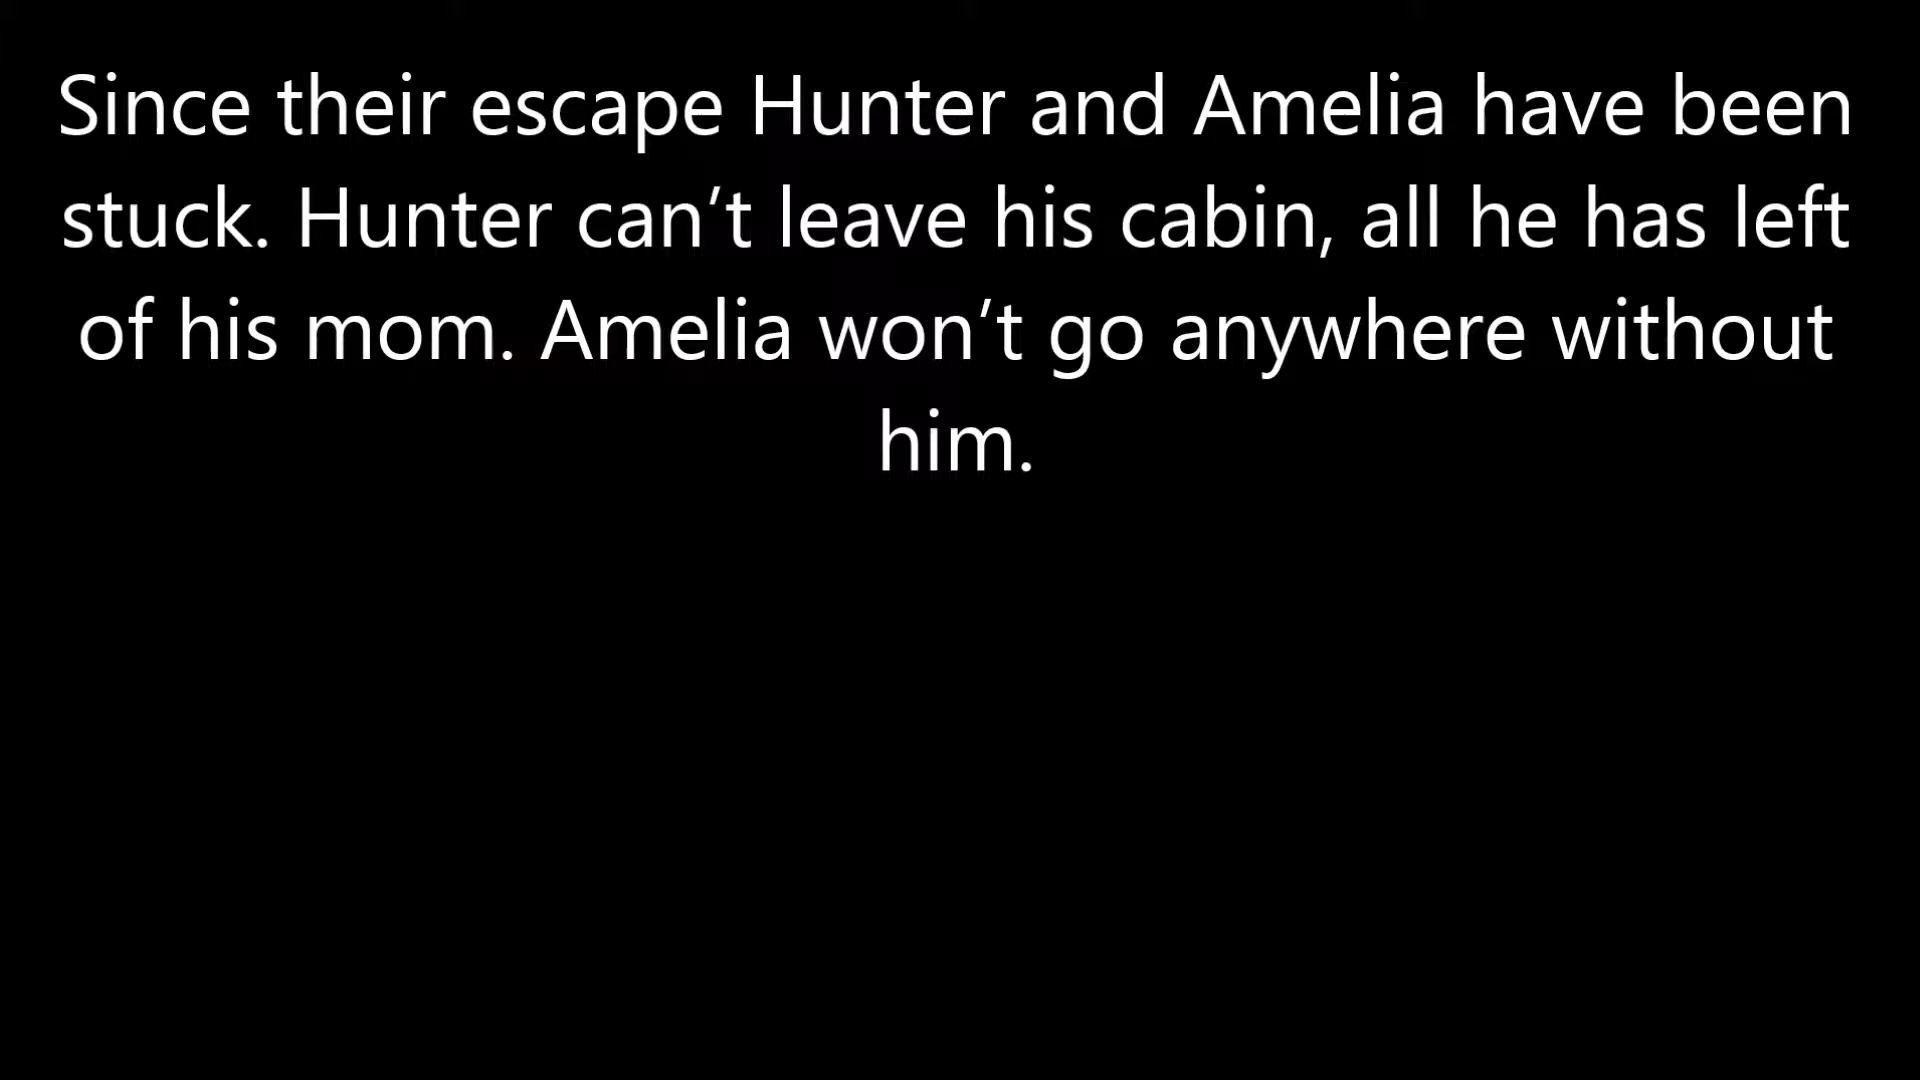 Since their escape Hunter and Amelia have been
stuck. Hunter can’t leave his cabin, all he has left
of his mom. Amelia won’t go anywhere without
him.